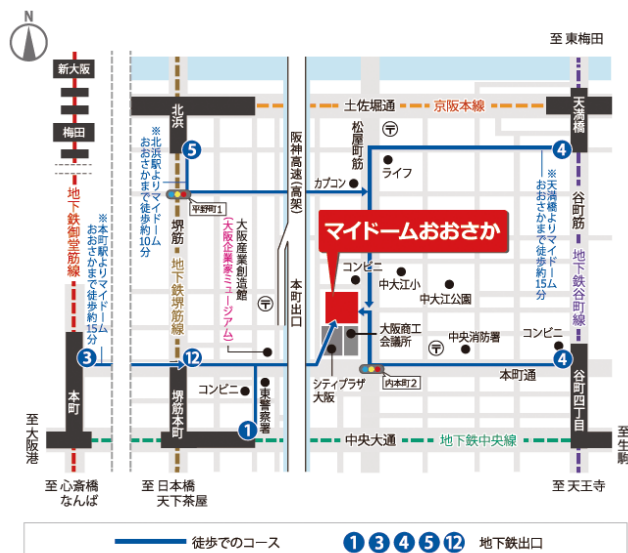 N
至 東梅田
新大阪
梅田
北浜
土佐堀通
京阪本線
天満橋
5
※北浜駅よりマイドーム
おおさかまで徒歩約10分
平野町1
阪神高速(高架)
松屋町筋
〒
ライフ
カプコン
4
※天満橋よりマイドーム
おおさかまで徒歩約15分
谷町筋
地下鉄谷町線
地下鉄御堂筋線
※本町駅よりマイドーム
おおさかまで徒歩約15分
堺筋
地下鉄堺筋線
大阪産業創造館
(大阪企業家ミュージアム)
〒
本町出口
マイドームおおさか
コンビニ
中大江小
中大江公園
大阪商工
会議所
〒
中央消防署
コンビニ
3
12
4
本町通
シティプラザ
大阪
内本町2
本町
堺筋本町
コンビニ
東警察署
1
谷町四丁目
至 大阪港
中央大通
地下鉄中央線
至 生駒
至 心斎橋
なんば
至 日本橋
天下茶屋
至 天王寺
徒歩でのコース
1 3 4 5 12 地下鉄出口